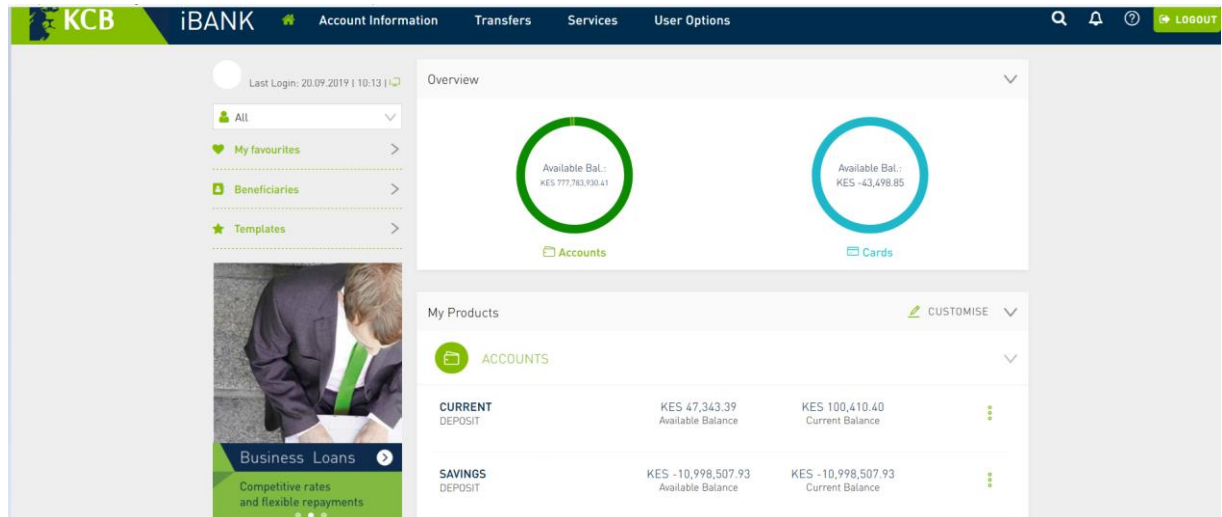 KCB
iBANK Account Information Transfers Services User Options LOGOUT
Last Login: 20.09.2019 | 10:13 |
All
My favourites
Beneficiaries
Templates
Business Loans
Competitive rates
and flexible repayments
Overview
Available Bal.:
KES 777,783,930.41
Accounts
Available Bal.:
KES -43,498.85
Cards
My Products CUSTOMISE
ACCOUNTS
CURRENT KES 47,343.39 KES 100,410.40
DEPOSIT Available Balance Current Balance
SAVINGS KES -10,998,507.93 KES -10,998,507.93
DEPOSIT Available Balance Current Balance